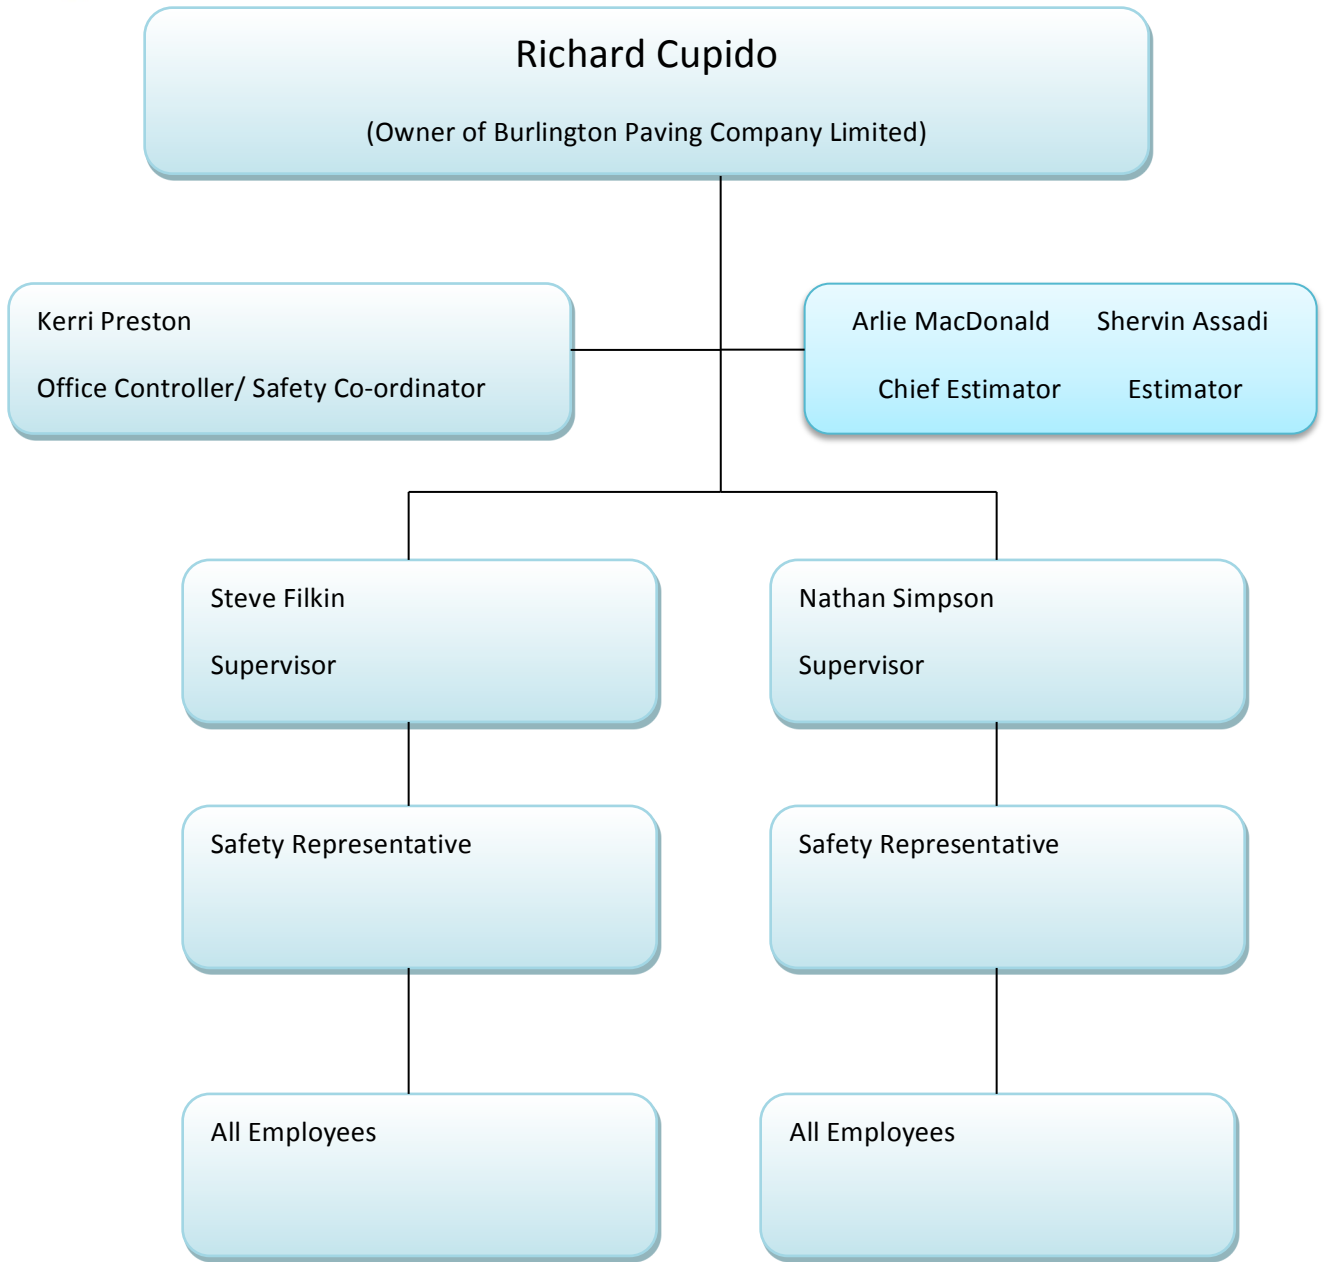 Richard Cupido
(Owner of Burlington Paving Company Limited)
Kerri Preston
Office Controller/ Safety Co-ordinator
Arlie MacDonald Shervin Assadi
Chief Estimator Estimator
Steve Filkin
Supervisor
Nathan Simpson
Supervisor
Safety Representative
Safety Representative
All Employees
All Employees